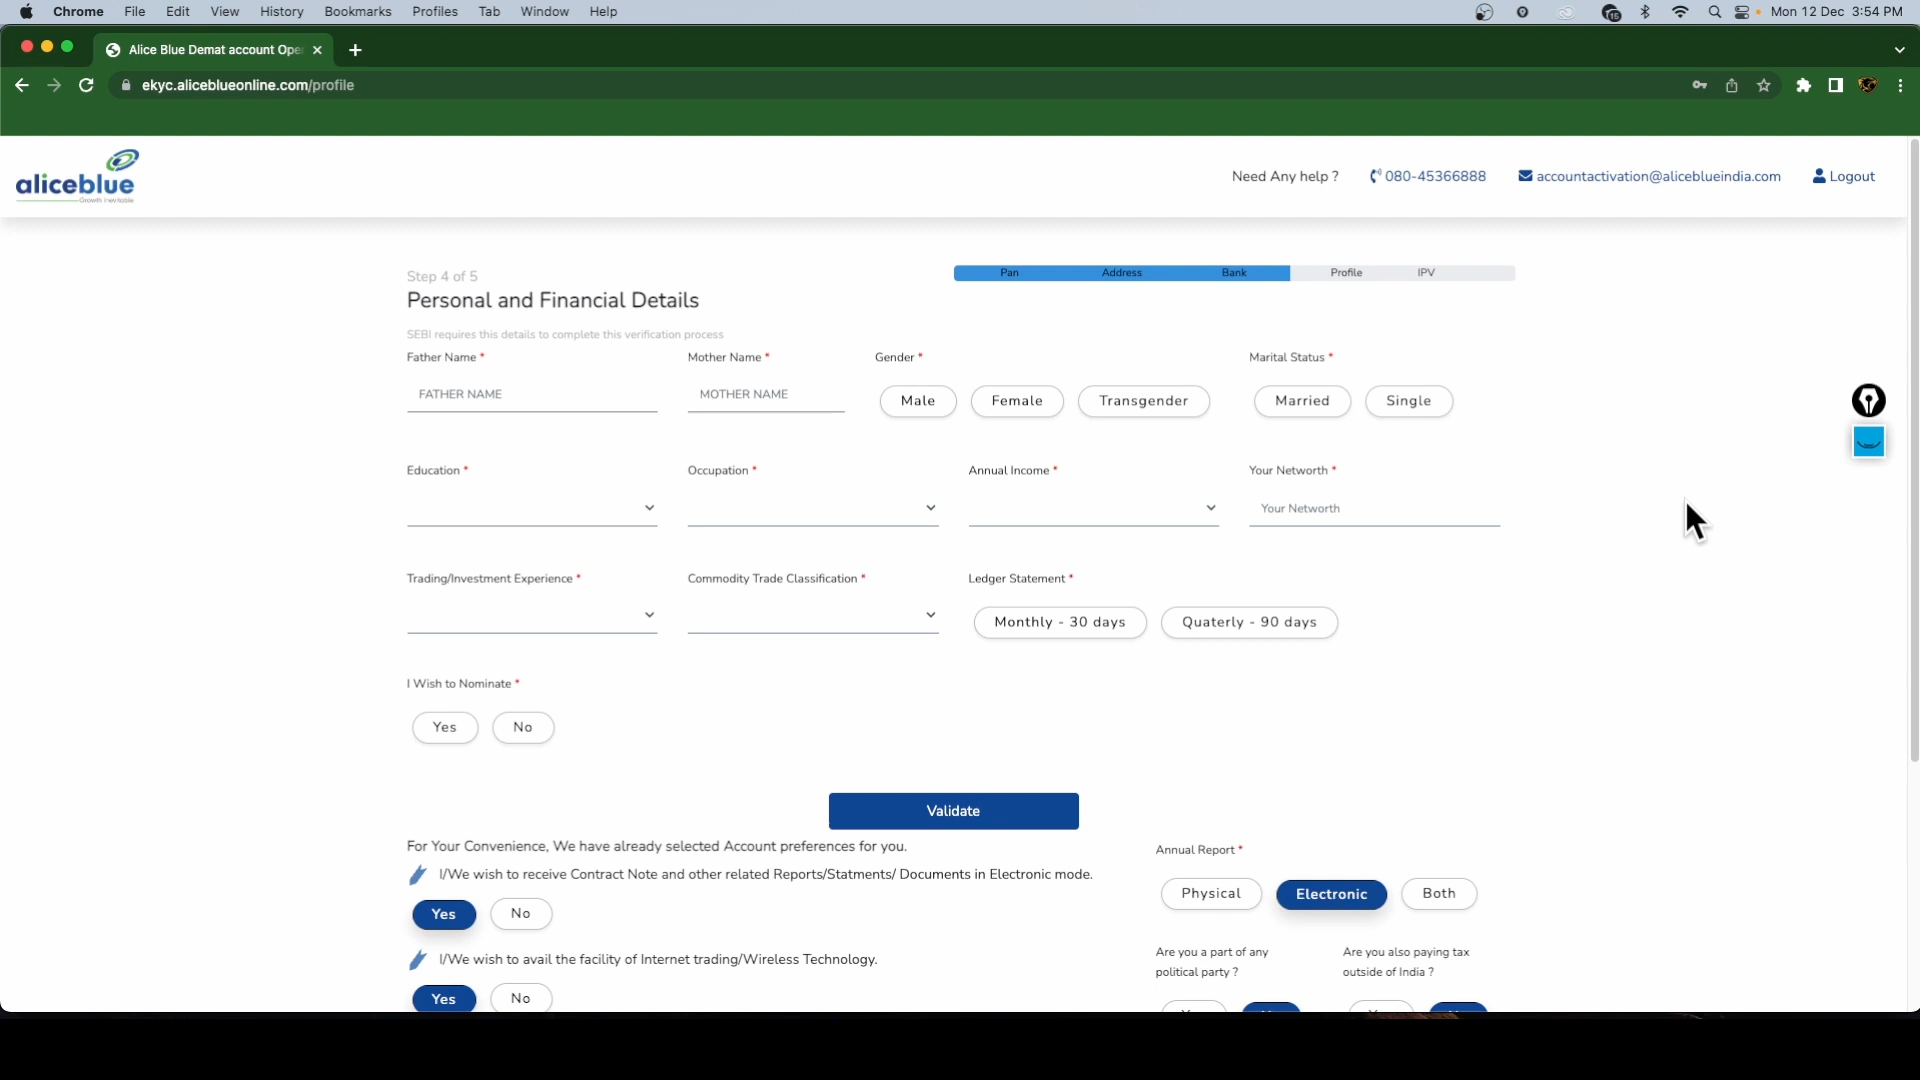 Chrome File Edit View History Bookmarks Profiles Tab Window Help 15 Mon 12 Dec 3:54 PM
Alice Blue Demat account Ope
ekyc.aliceblueonline.com/profile
aliceblue
Growth Inevitable
Need Any help ? 080-45366888 accountactivation@aliceblueindia.com Logout
Step 4 of 5
Pan Address Bank Profile IPV
Personal and Financial Details
SEBI requires this details to complete this verification process
Father Name * Mother Name * Gender * Marital Status *
FATHER NAME MOTHER NAME Male Female Transgender Married Single
Education * Occupation * Annual Income * Your Networth *
Your Networth
Trading/Investment Experience * Commodity Trade Classification * Ledger Statement *
Monthly - 30 days Quaterly - 90 days
I Wish to Nominate *
Yes No
Validate
For Your Convenience, We have already selected Account preferences for you.
Annual Report *
I/We wish to receive Contract Note and other related Reports/Statments/ Documents in Electronic mode.
Physical Electronic Both
Yes No
Are you a part of any political party ?
Are you also paying tax outside of India ?
I/We wish to avail the facility of Internet trading/Wireless Technology.
Yes No